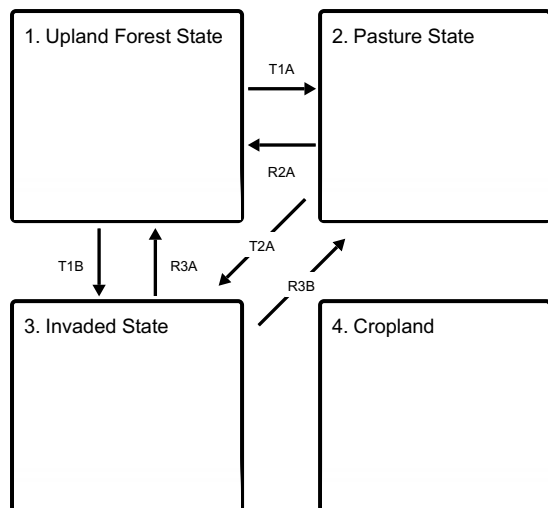 1. Upland Forest State
2. Pasture State
T1A
R2A
T1B
R3A
T2A
R3B
3. Invaded State
4. Cropland